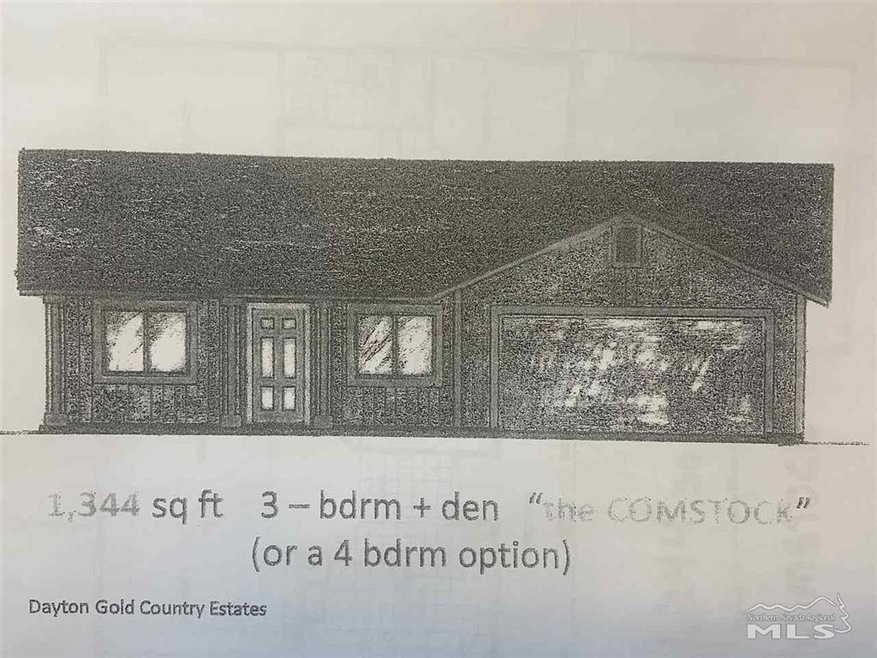 1,344 sq ft 3 – bdrm + den “the COMSTOCK”
(or a 4 bdrm option)
Dayton Gold Country Estates
Northern Nevada Regional
MLS